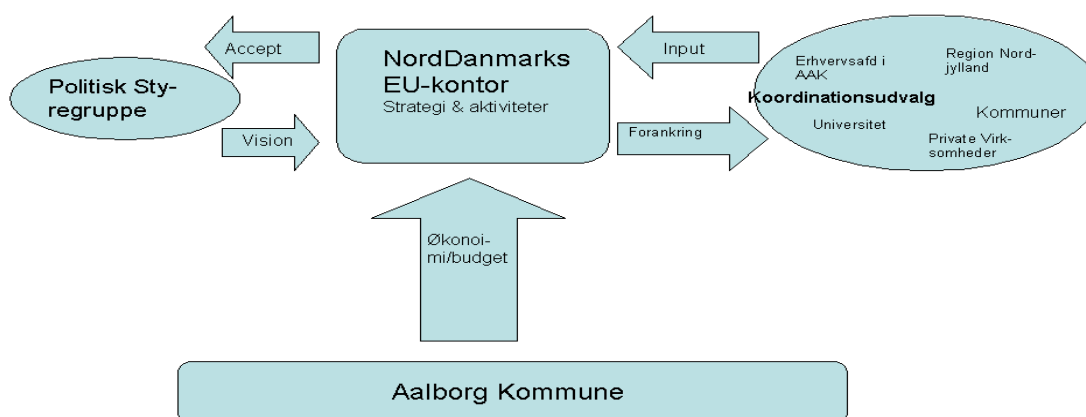 Accept
Politisk Sty-
regruppe
Vision
NordDanmarks
EU-kontor
Strategi & aktiviteter
Input
Forankring
Erhvervsafd i
AAK
Region Nord-
jylland
Koordinationsudvalg
Kommuner
Universitet
Private Virk-
somheder
Økonoi-
mi/budget
Aalborg Kommune